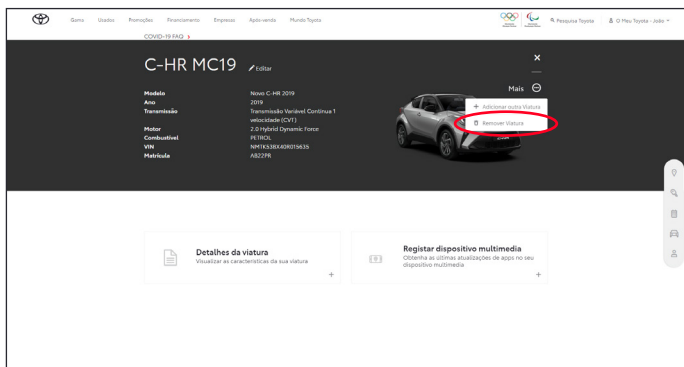 Gama Usados Promoções Financiamento Empresas Após-venda Mundo Toyota Pesquisa Toyota O Meu Toyota - João
COVID-19 FAQ
C-HR MC19 Editar
Mais
Adicionar outra Viatura
Remover Viatura
Modelo Novo C-HR 2019
Ano 2019
Transmissão Transmissão Variável Contínua 1
velocidade (CVT)
Motor 2.0 Hybrid Dynamic Force
Combustível PETROL
VIN NMTK53BX40R015635
Matrícula AB22PR
Detalhes da viatura
Visualizar as características da sua viatura
Registar dispositivo multimedia
Obtenha as últimas atualizações de apps no seu
dispositivo multimedia